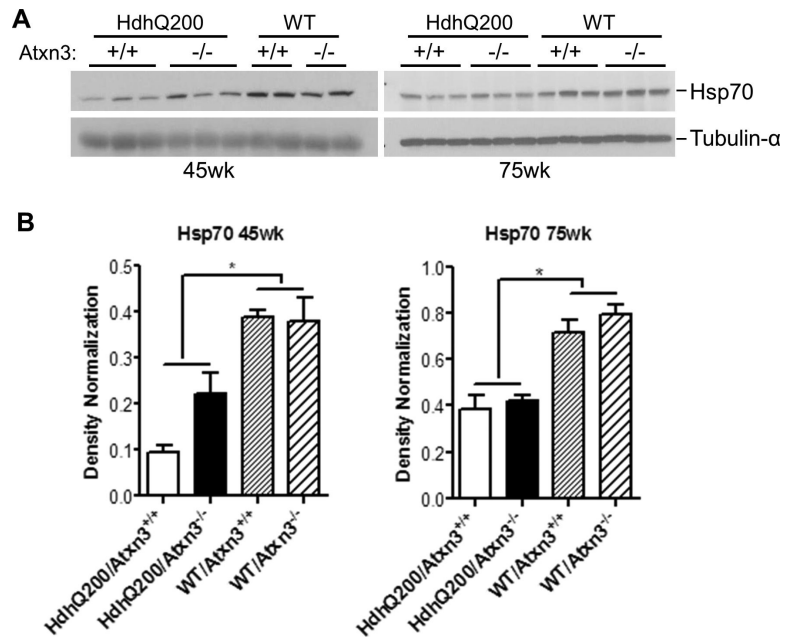 A
HdhQ200 WT HdhQ200 WT
Atxn3: +/+ -/- +/+ -/- +/+ -/- +/+ -/-
Hsp70
Tubulin-α
45wk 75wk
B
Hsp70 45wk Hsp70 75wk
Density Normalization
0.5
0.4
0.3
0.2
0.1
0.0
*
HdhQ200/Atxn3+/+
HdhQ200/Atxn3-/-
WT/Atxn3+/+
WT/Atxn3-/-
Density Normalization
1.0
0.8
0.6
0.4
0.2
0.0
*
HdhQ200/Atxn3+/+
HdhQ200/Atxn3-/-
WT/Atxn3+/+
WT/Atxn3-/-